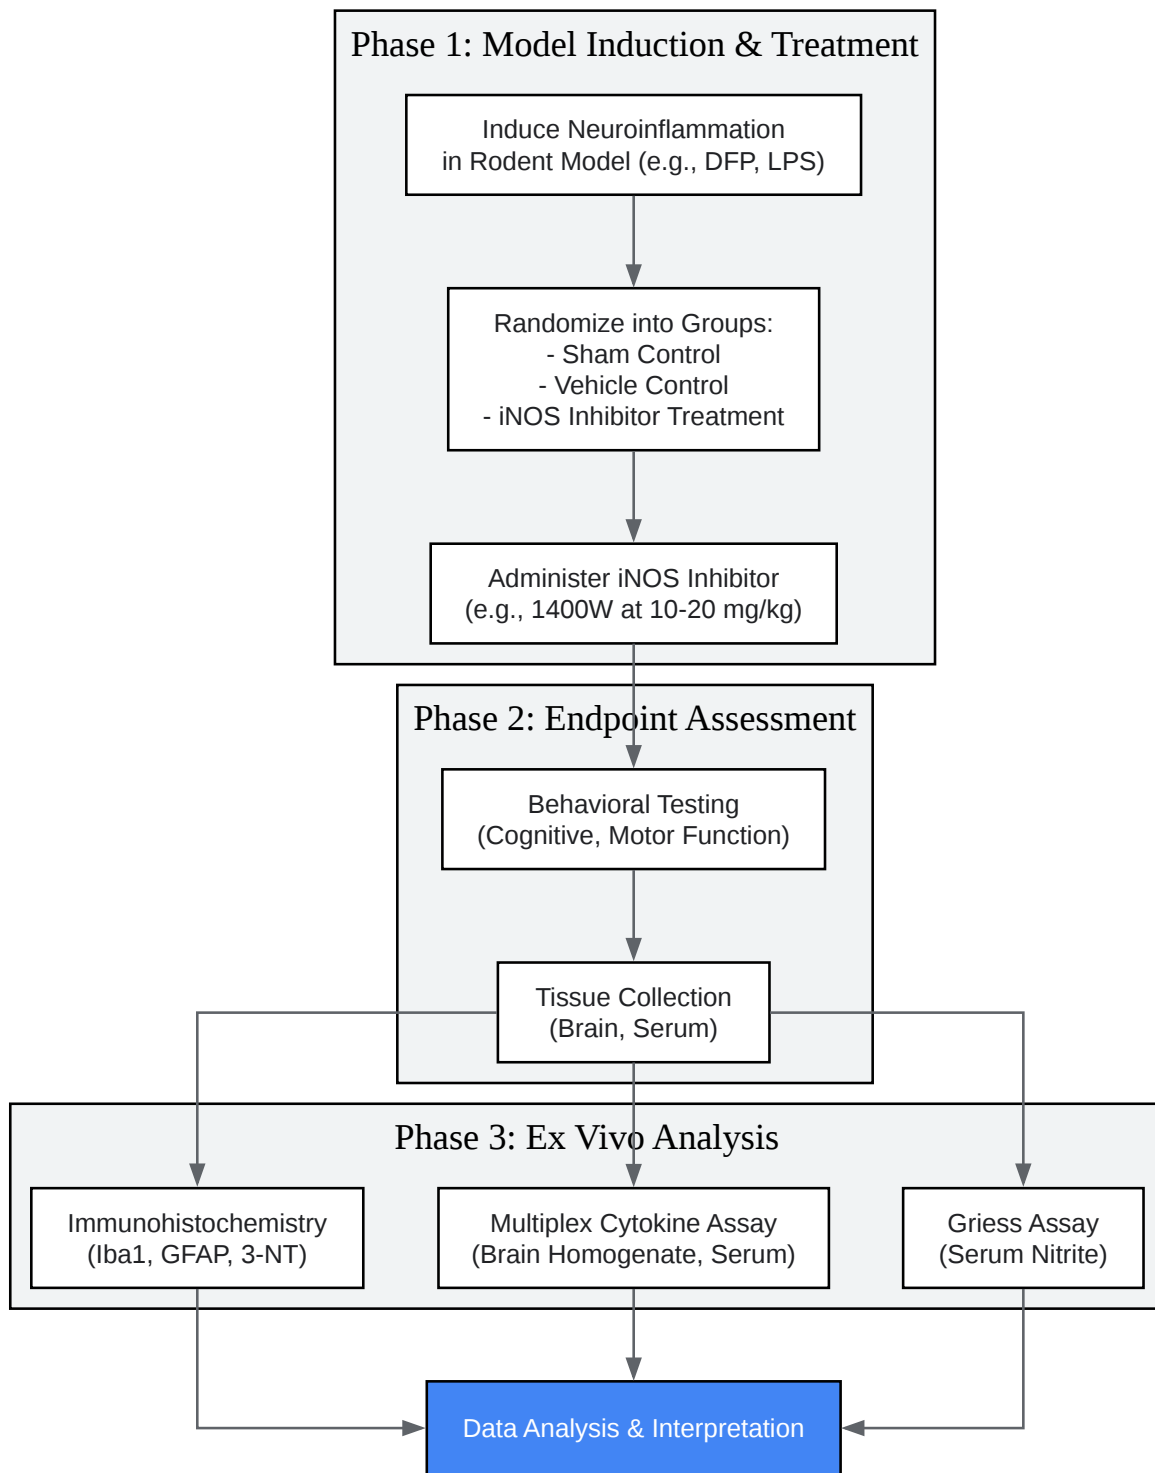 Phase 1: Model Induction & Treatment
Induce Neuroinflammation
in Rodent Model (e.g., DFP, LPS)
Randomize into Groups:
- Sham Control
- Vehicle Control
- iNOS Inhibitor Treatment
Administer iNOS Inhibitor
(e.g., 1400W at 10-20 mg/kg)
Phase 2: Endpoint Assessment
Behavioral Testing
(Cognitive, Motor Function)
Tissue Collection
(Brain, Serum)
Phase 3: Ex Vivo Analysis
Immunohistochemistry
(Iba1, GFAP, 3-NT)
Multiplex Cytokine Assay
(Brain Homogenate, Serum)
Griess Assay
(Serum Nitrite)
Data Analysis & Interpretation